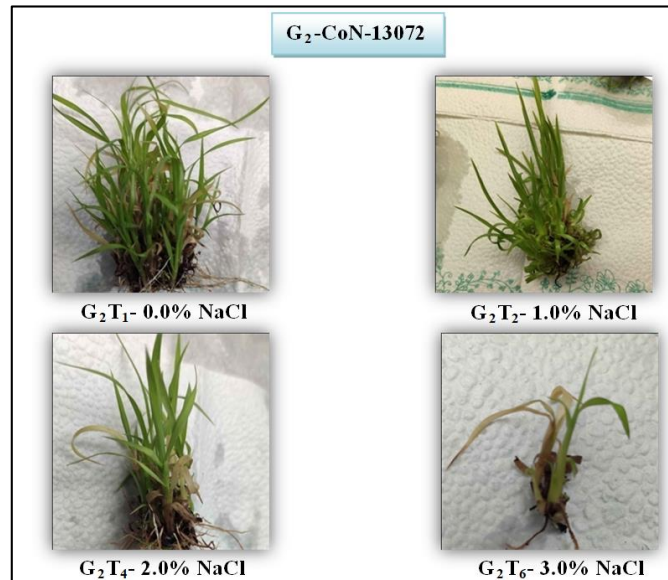 G₂-CoN-13072
G₂T₁- 0.0% NaCl
G₂T₂- 1.0% NaCl
G₂T₄- 2.0% NaCl
G₂T₆- 3.0% NaCl